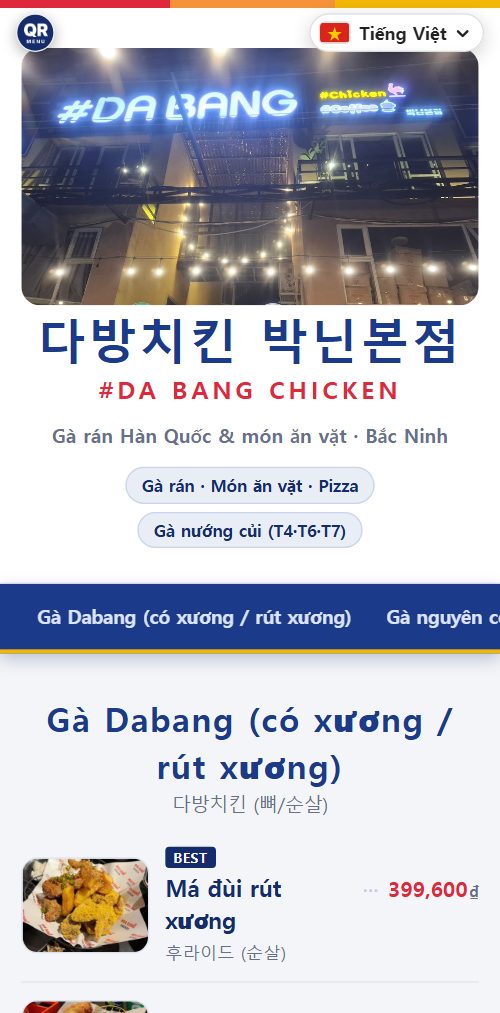 QR
MENU
Tiếng Việt
#DA BANG
#Chicken
@Coffee
다방치킨 박닌본점
#DA BANG CHICKEN
Gà rán Hàn Quốc & món ăn vặt · Bắc Ninh
Gà rán · Món ăn vặt · Pizza
Gà nướng củi (T4·T6·T7)
Gà Dabang (có xương / rút xương) Gà nguyên
Gà Dabang (có xương /
rút xương)
다방치킨 (뼈/순살)
BEST
Má đùi rút ··· 399,600₫
xương
후라이드 (순살)